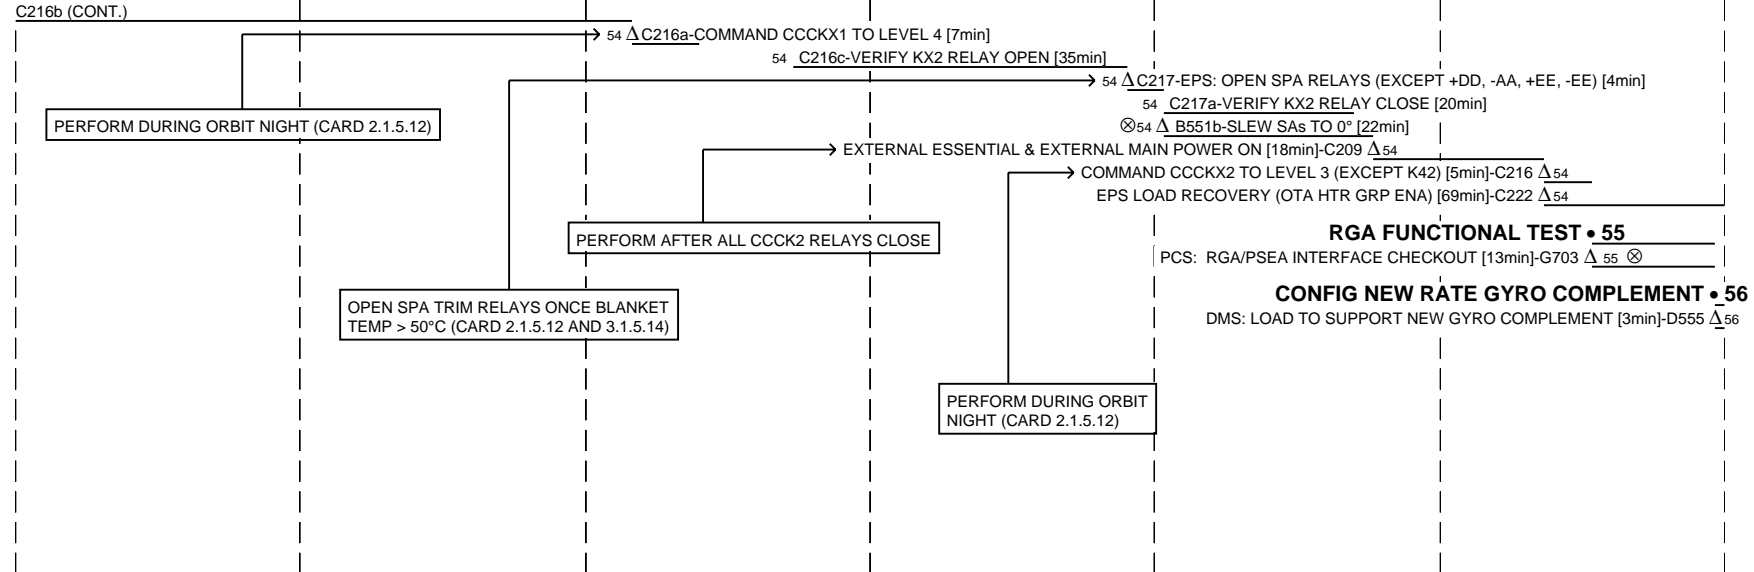 C216b (CONT.)
54 Δ C216a-COMMAND CCCKX1 TO LEVEL 4 [7min]
54 C216c-VERIFY KX2 RELAY OPEN [35min]
54 Δ C217-EPS: OPEN SPA RELAYS (EXCEPT +DD, -AA, +EE, -EE) [4min]
54 C217a-VERIFY KX2 RELAY CLOSE [20min]
PERFORM DURING ORBIT NIGHT (CARD 2.1.5.12)
⊗54 Δ B551b-SLEW SAs TO 0° [22min]
EXTERNAL ESSENTIAL & EXTERNAL MAIN POWER ON [18min]-C209 Δ 54
COMMAND CCCKX2 TO LEVEL 3 (EXCEPT K42) [5min]-C216 Δ 54
EPS LOAD RECOVERY (OTA HTR GRP ENA) [69min]-C222 Δ 54
PERFORM AFTER ALL CCCK2 RELAYS CLOSE
RGA FUNCTIONAL TEST • 55
PCS: RGA/PSEA INTERFACE CHECKOUT [13min]-G703 Δ 55 ⊗
CONFIG NEW RATE GYRO COMPLEMENT • 56
DMS: LOAD TO SUPPORT NEW GYRO COMPLEMENT [3min]-D555 Δ 56
OPEN SPA TRIM RELAYS ONCE BLANKET
TEMP > 50°C (CARD 2.1.5.12 AND 3.1.5.14)
PERFORM DURING ORBIT
NIGHT (CARD 2.1.5.12)